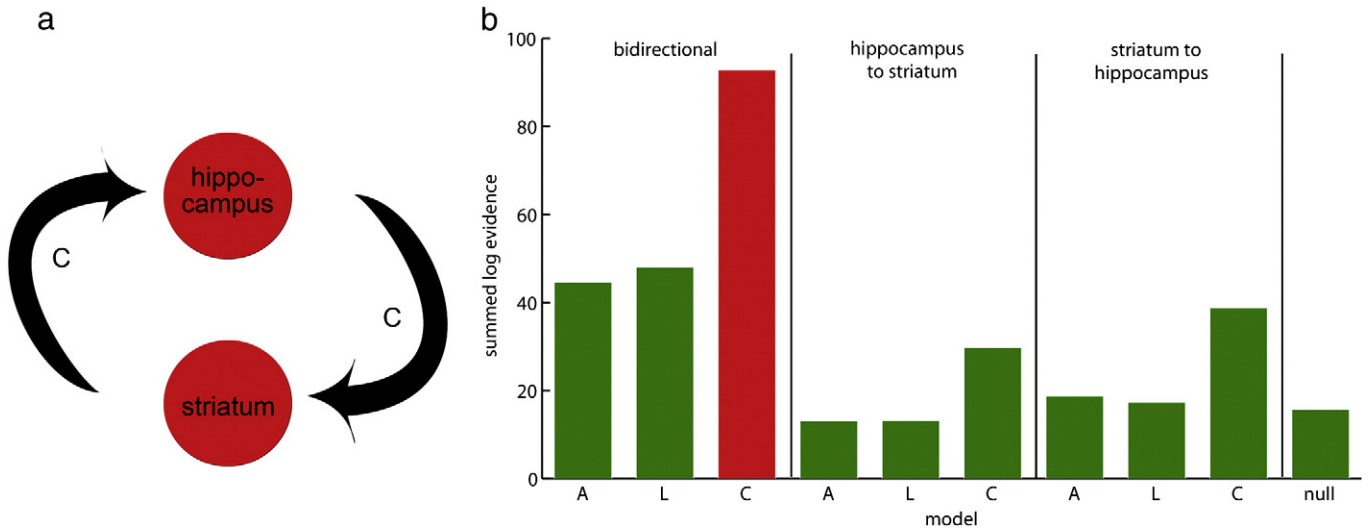 a
hippo-
campus
C
C
striatum
b
100
80
60
40
20
0
summed log evidence
bidirectional
hippocampus
to striatum
striatum to
hippocampus
A L C A L C A L C null
model